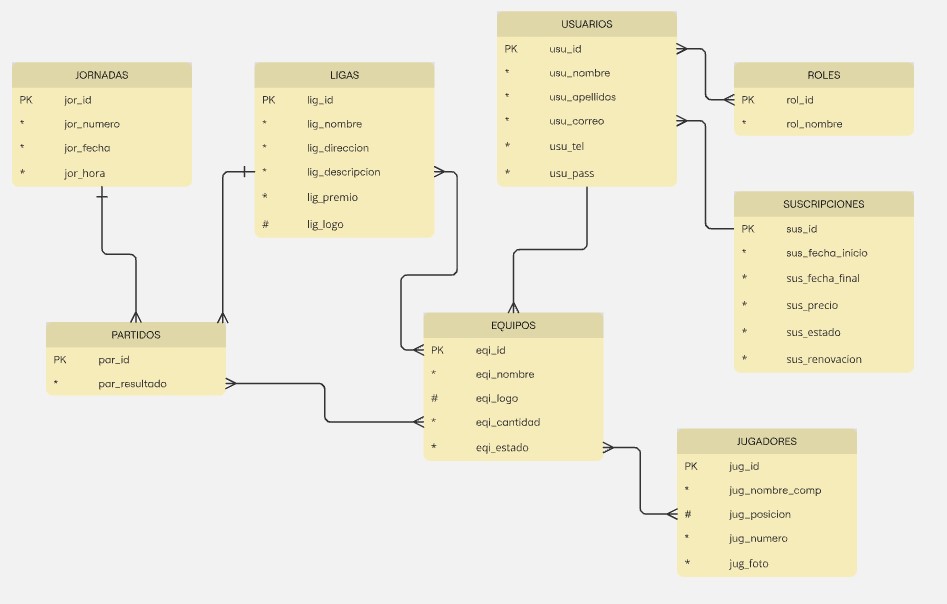 JORNADAS
PK jor_id
* jor_numero
* jor_fecha
* jor_hora
LIGAS
PK lig_id
* lig_nombre
* lig_direccion
* lig_descripcion
* lig_premio
# lig_logo
USUARIOS
PK usu_id
* usu_nombre
* usu_apellidos
* usu_correo
* usu_tel
* usu_pass
ROLES
PK rol_id
* rol_nombre
SUSCRIPCIONES
PK sus_id
* sus_fecha_inicio
* sus_fecha_final
* sus_precio
* sus_estado
* sus_renovacion
PARTIDOS
PK par_id
* par_resultado
EQUIPOS
PK eqi_id
* eqi_nombre
# eqi_logo
* eqi_cantidad
* eqi_estado
JUGADORES
PK jug_id
* jug_nombre_comp
# jug_posicion
* jug_numero
* jug_foto